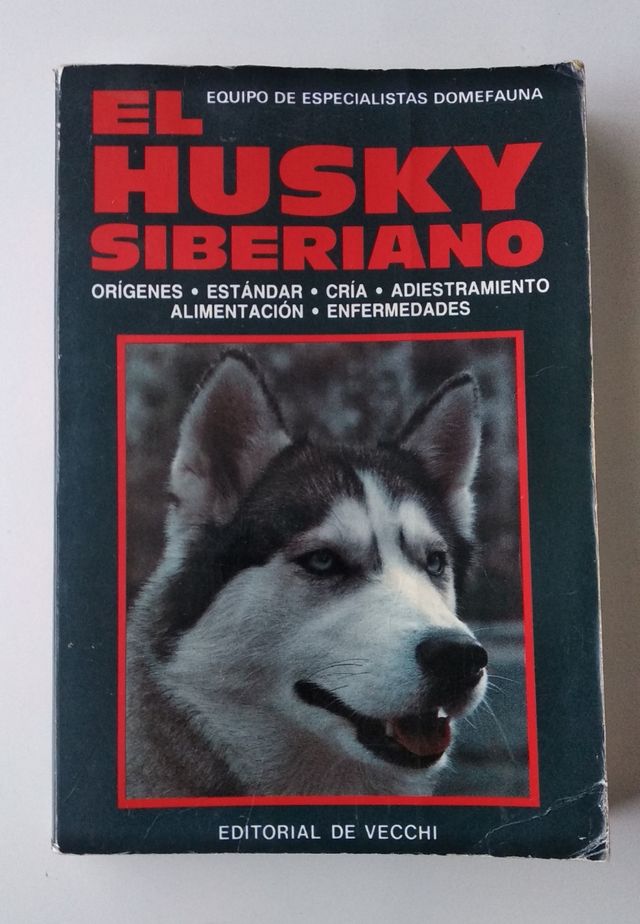 EQUIPO DE ESPECIALISTAS DOMEFAUNA
EL
HUSKY
SIBERIANO
ORÍGENES • ESTÁNDAR • CRÍA • ADIESTRAMIENTO
ALIMENTACIÓN • ENFERMEDADES
EDITORIAL DE VECCHI